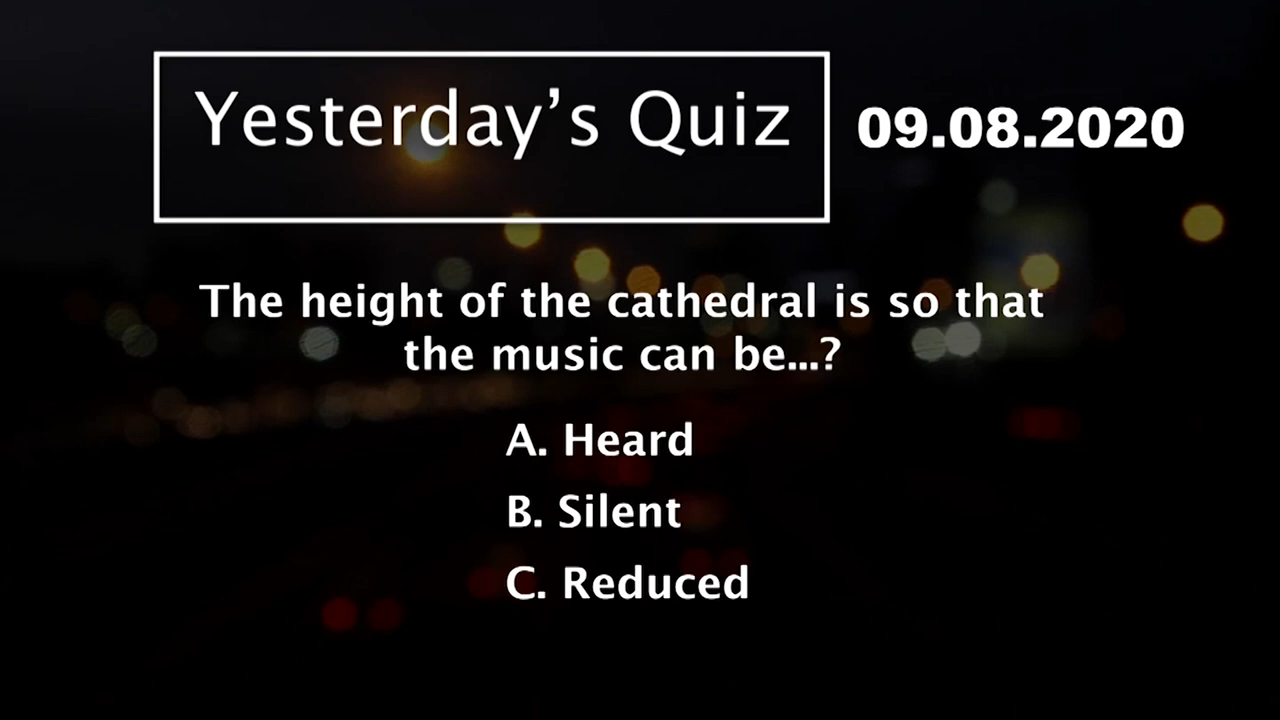 Yesterday’s Quiz
09.08.2020
The height of the cathedral is so that
the music can be...?
A. Heard
B. Silent
C. Reduced